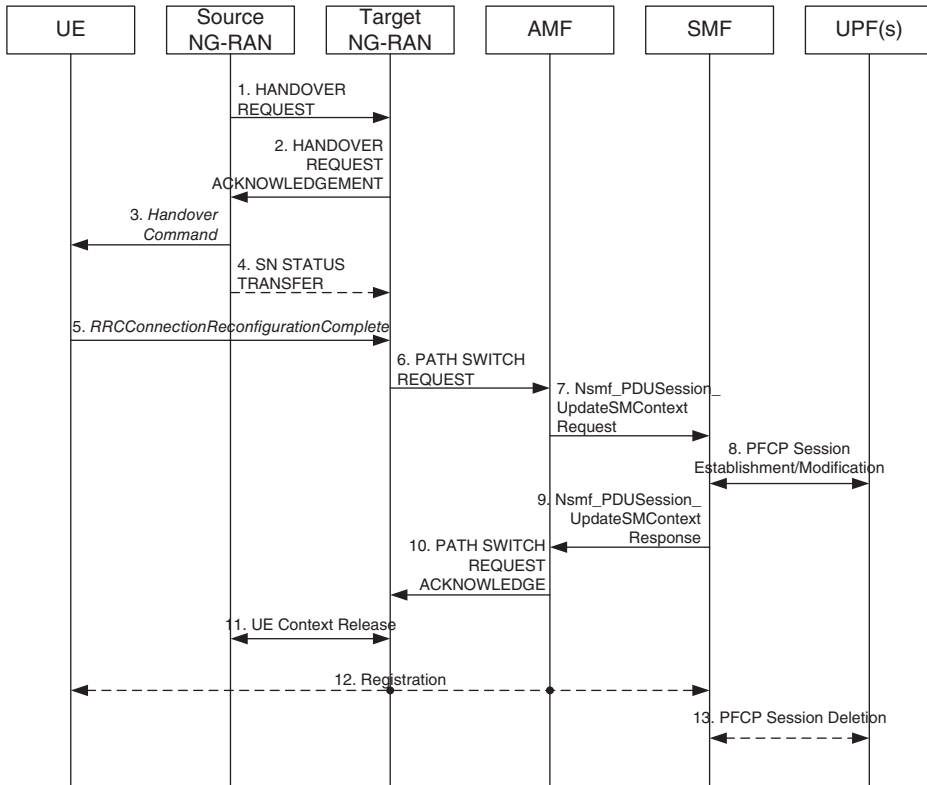 UE
Source
NG-RAN
Target
NG-RAN
AMF
SMF
UPF(s)
1. HANDOVER
REQUEST
2. HANDOVER
REQUEST
ACKNOWLEDGEMENT
3. Handover
Command
4. SN STATUS
TRANSFER
5. RRCConnectionReconfigurationComplete
6. PATH SWITCH
REQUEST
7. Nsmf_PDUSession_
UpdateSMContext
Request
8. PFCP Session
Establishment/Modification
9. Nsmf_PDUSession_
UpdateSMContext
Response
10. PATH SWITCH
REQUEST
ACKNOWLEDGE
11. UE Context Release
12. Registration
13. PFCP Session Deletion